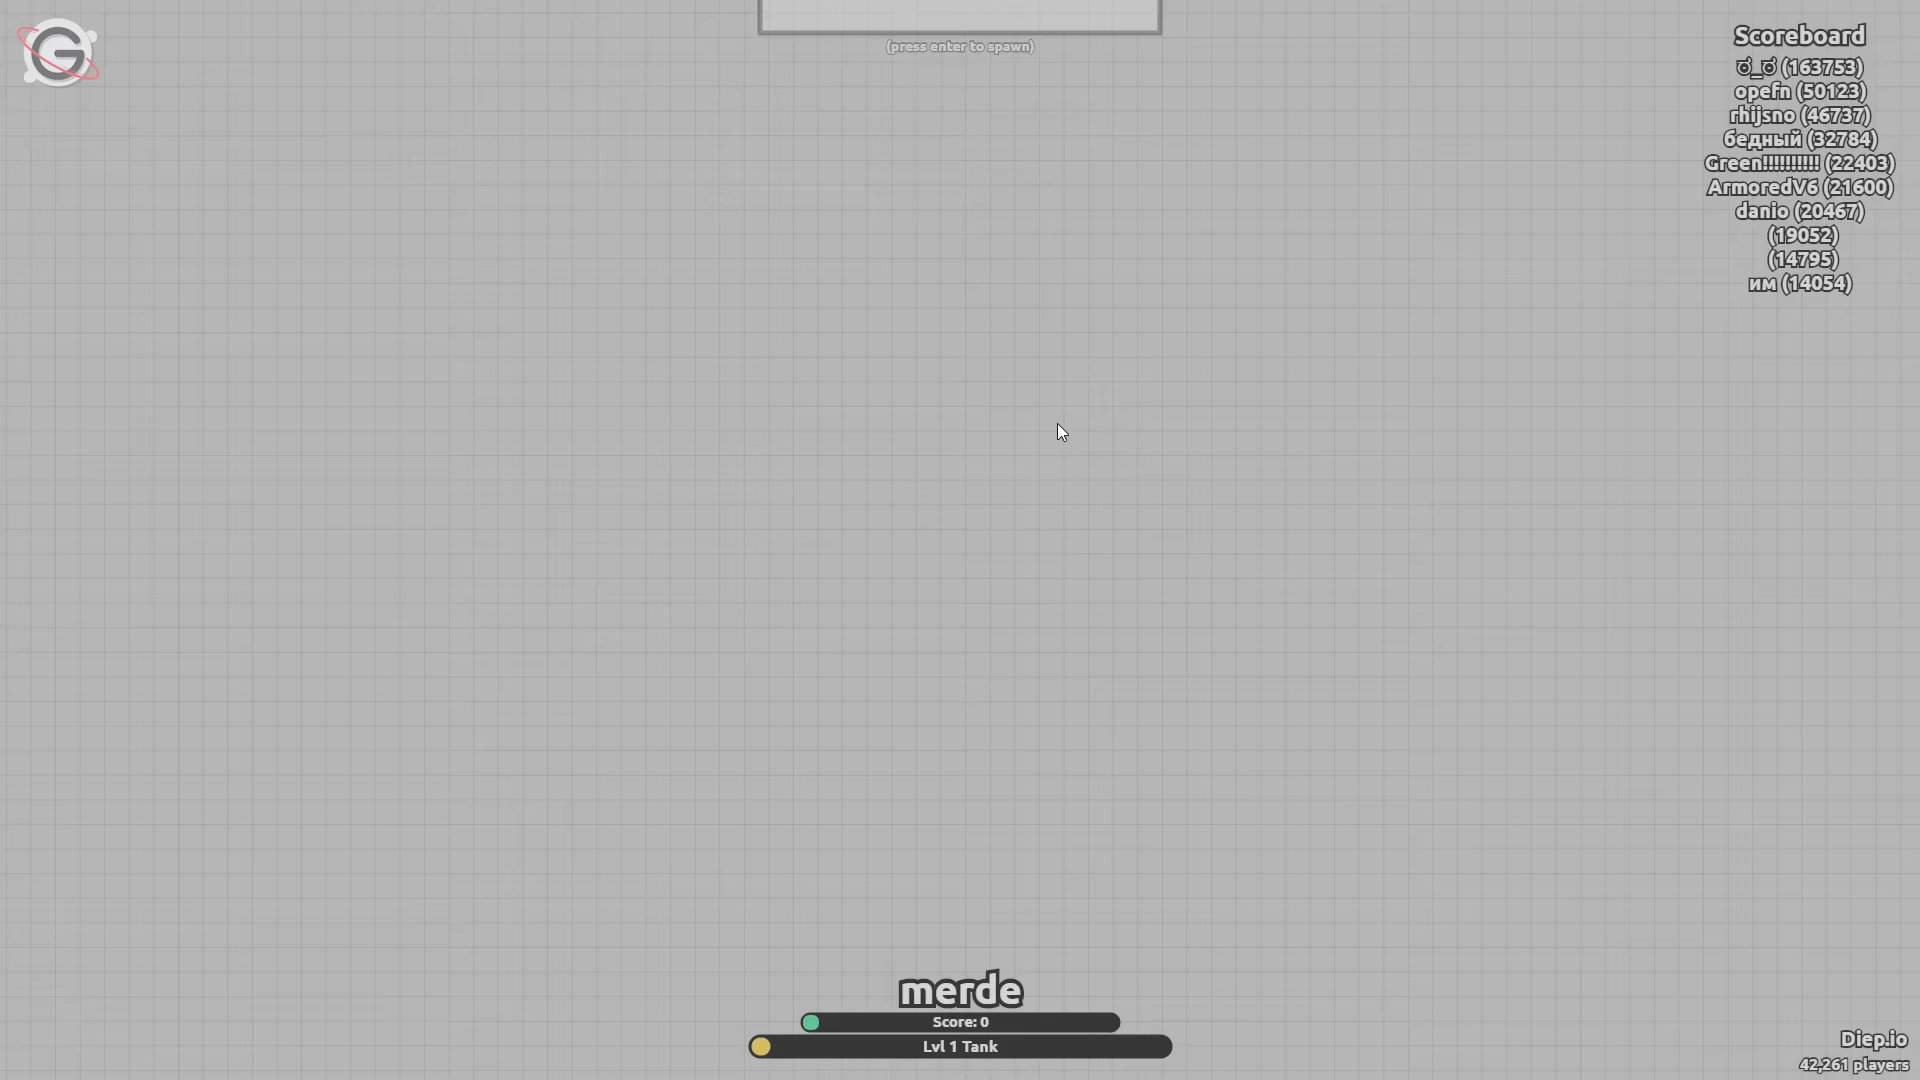 (press enter to spawn)
Scoreboard
ಠ_ಠ (163753)
opefn (50123)
rhijsno (46737)
бедный (32784)
Green!!!!!!!!! (22403)
ArmoredV6 (21600)
danio (20467)
(19052)
(14795)
им (14054)
merde
Score: 0
Lvl 1 Tank
Diep.io
42,261 players